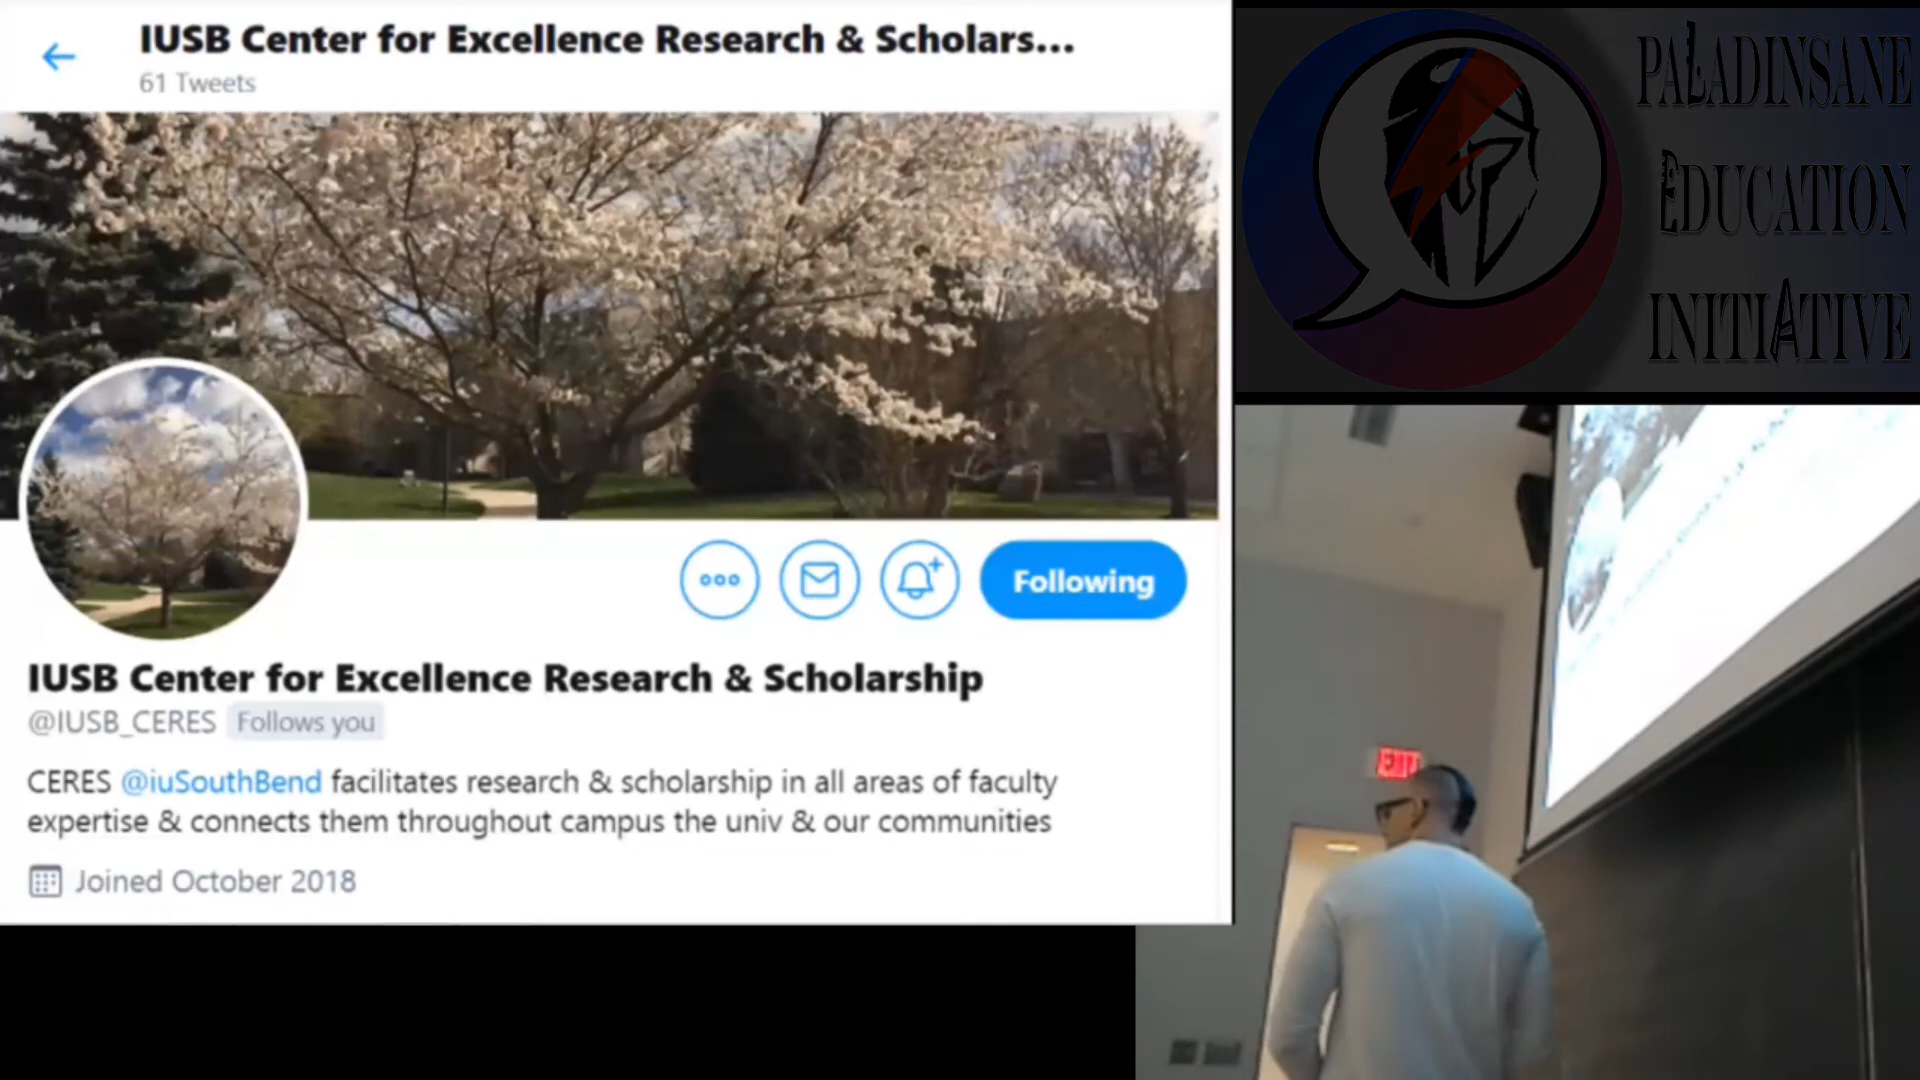 IUSB Center for Excellence Research & Scholars...
61 Tweets
Following
IUSB Center for Excellence Research & Scholarship
@IUSB_CERES Follows you
CERES @iuSouthBend facilitates research & scholarship in all areas of faculty
expertise & connects them throughout campus the univ & our communities
Joined October 2018
PALADINSANE
EDUCATION
INITIATIVE
EXIT